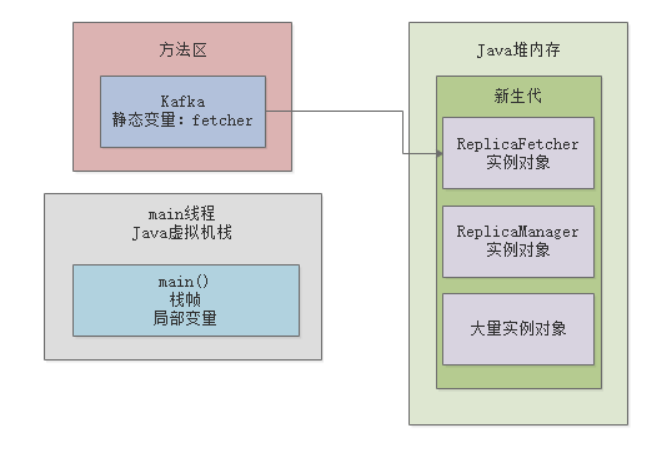 方法区
Kafka
静态变量：fetcher
main线程
Java虚拟机栈
main()
栈帧
局部变量
Java堆内存
新生代
ReplicaFetcher
实例对象
ReplicaManager
实例对象
大量实例对象